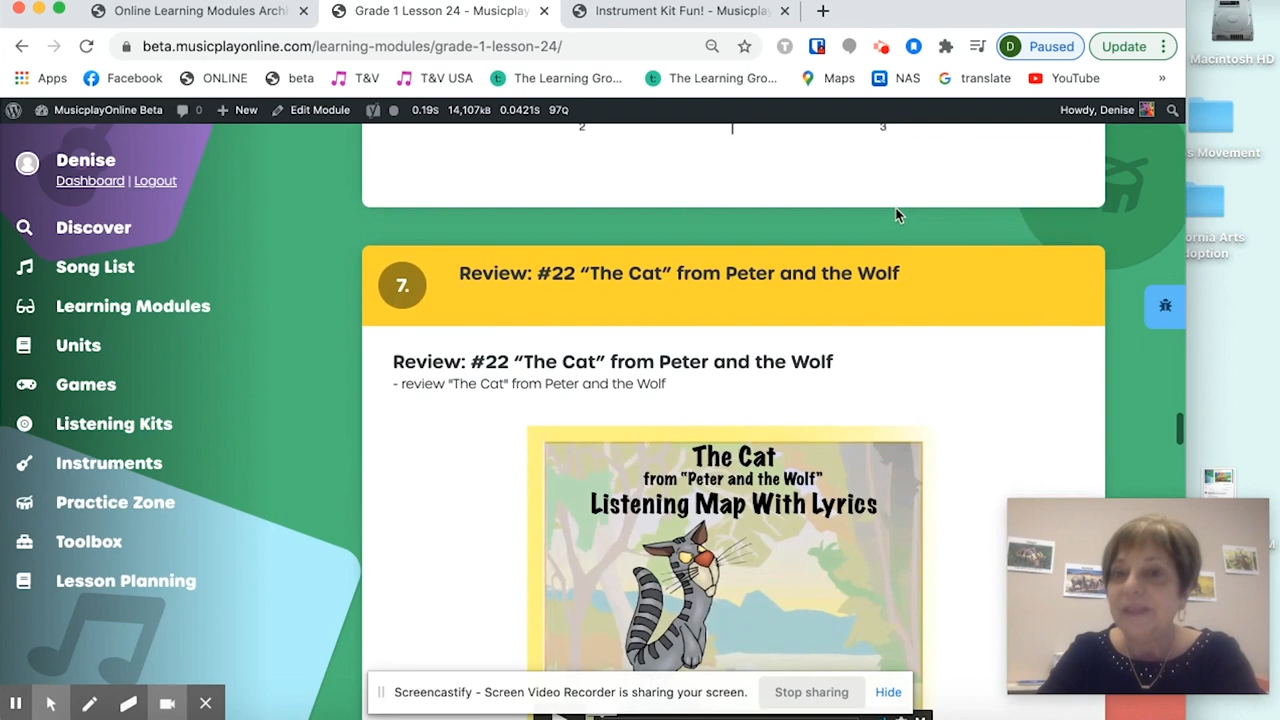 Online Learning Modules Archi
Grade 1 Lesson 24 - Musicplay
Instrument Kit Fun! - Musicplay
Macintosh HD
beta.musicplayonline.com/learning-modules/grade-1-lesson-24/
D Paused
Update
Apps
Facebook
ONLINE
beta
T&V
T&V USA
The Learning Gro...
The Learning Gro...
Maps
NAS
translate
YouTube
»
MusicplayOnline Beta
0
New
Edit Module
0.19s
14,107kB
0.0421s
97Q
Howdy, Denise
s Movement
ornia Arts
doption
2
3
Denise
Dashboard | Logout
Discover
Song List
Learning Modules
Units
Games
Listening Kits
Instruments
Practice Zone
Toolbox
Lesson Planning
7.
Review: #22 “The Cat” from Peter and the Wolf
Review: #22 “The Cat” from Peter and the Wolf
- review "The Cat" from Peter and the Wolf
The Cat
from “Peter and the Wolf”
Listening Map With Lyrics
Screencastify - Screen Video Recorder is sharing your screen.
Stop sharing
Hide